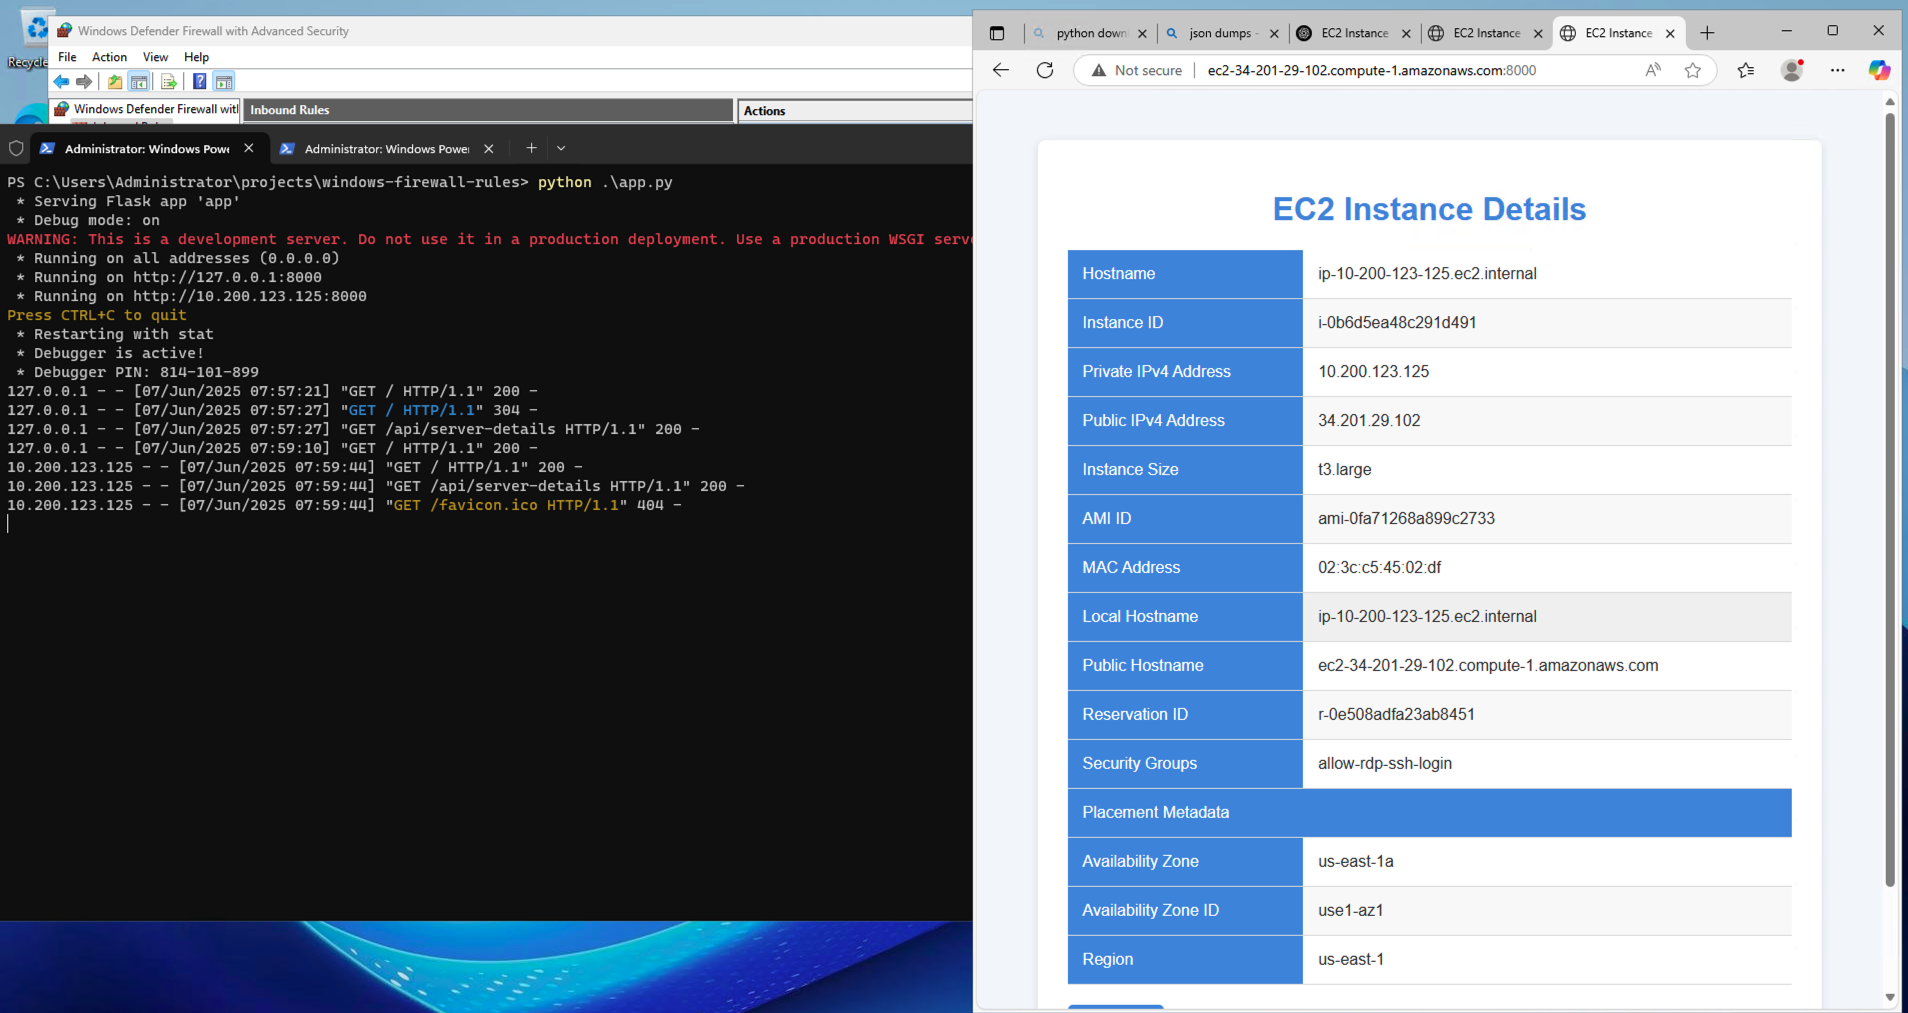 Recycle
Windows Defender Firewall with Advanced Security
File Action View Help
Windows Defender Firewall with
Inbound Rules
Actions
Administrator: Windows Powe
Administrator: Windows Power
PS C:\Users\Administrator\projects\windows-firewall-rules> python .\app.py
* Serving Flask app 'app'
* Debug mode: on
WARNING: This is a development server. Do not use it in a production deployment. Use a production WSGI serve
* Running on all addresses (0.0.0.0)
* Running on http://127.0.0.1:8000
* Running on http://10.200.123.125:8000
Press CTRL+C to quit
* Restarting with stat
* Debugger is active!
* Debugger PIN: 814-101-899
127.0.0.1 - - [07/Jun/2025 07:57:21] "GET / HTTP/1.1" 200 -
127.0.0.1 - - [07/Jun/2025 07:57:27] "GET / HTTP/1.1" 304 -
127.0.0.1 - - [07/Jun/2025 07:57:27] "GET /api/server-details HTTP/1.1" 200 -
127.0.0.1 - - [07/Jun/2025 07:59:10] "GET / HTTP/1.1" 200 -
10.200.123.125 - - [07/Jun/2025 07:59:44] "GET / HTTP/1.1" 200 -
10.200.123.125 - - [07/Jun/2025 07:59:44] "GET /api/server-details HTTP/1.1" 200 -
10.200.123.125 - - [07/Jun/2025 07:59:44] "GET /favicon.ico HTTP/1.1" 404 -
python down
json dumps -
EC2 Instance
EC2 Instance
EC2 Instance
Not secure
ec2-34-201-29-102.compute-1.amazonaws.com:8000
EC2 Instance Details
Hostname ip-10-200-123-125.ec2.internal
Instance ID i-0b6d5ea48c291d491
Private IPv4 Address 10.200.123.125
Public IPv4 Address 34.201.29.102
Instance Size t3.large
AMI ID ami-0fa71268a899c2733
MAC Address 02:3c:c5:45:02:df
Local Hostname ip-10-200-123-125.ec2.internal
Public Hostname ec2-34-201-29-102.compute-1.amazonaws.com
Reservation ID r-0e508adfa23ab8451
Security Groups allow-rdp-ssh-login
Placement Metadata
Availability Zone us-east-1a
Availability Zone ID use1-az1
Region us-east-1